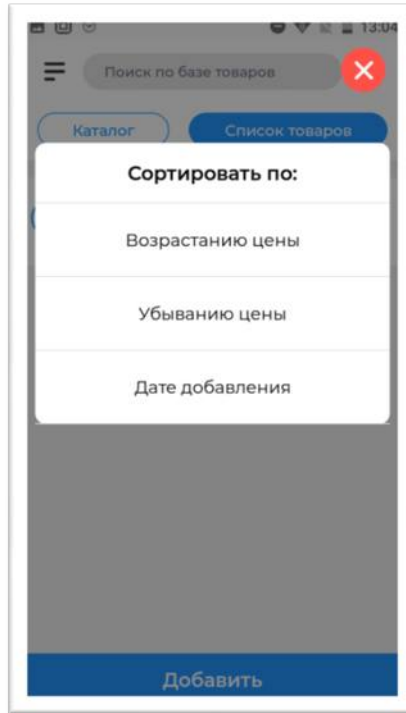 13:04
Поиск по базе товаров
Каталог
Список товаров
Сортировать по:
Возрастанию цены
Убыванию цены
Дате добавления
Добавить